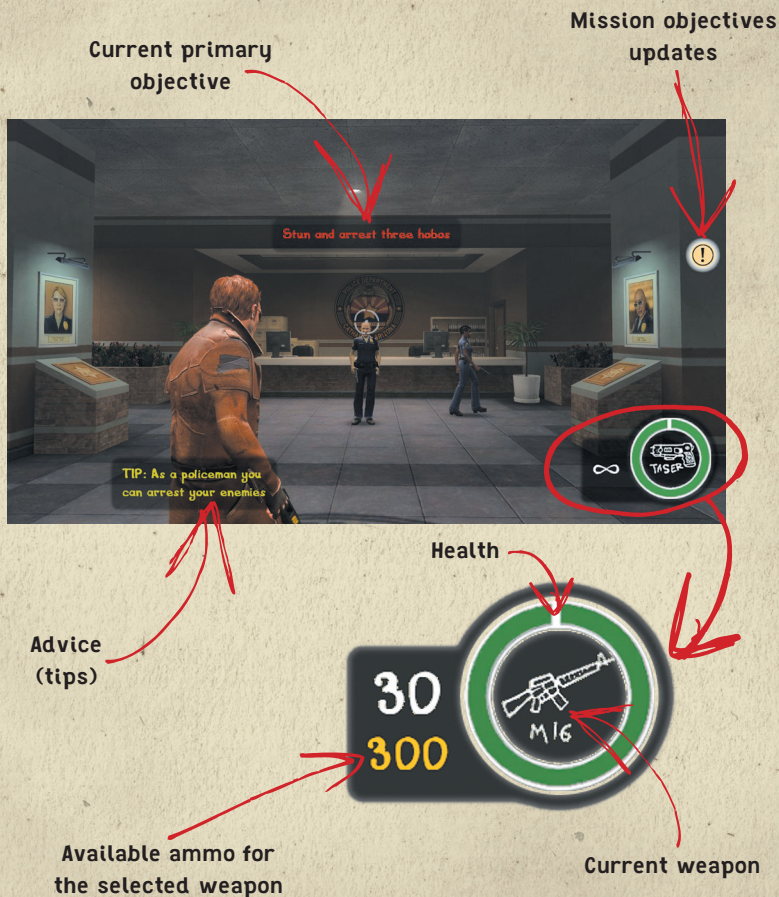 Mission objectives
updates
Current primary
objective
Stun and arrest three hobos
!
TIP: As a policeman you
can arrest your enemies
∞
TASER
Health
Advice
(tips)
30
300
M16
Available ammo for
the selected weapon
Current weapon